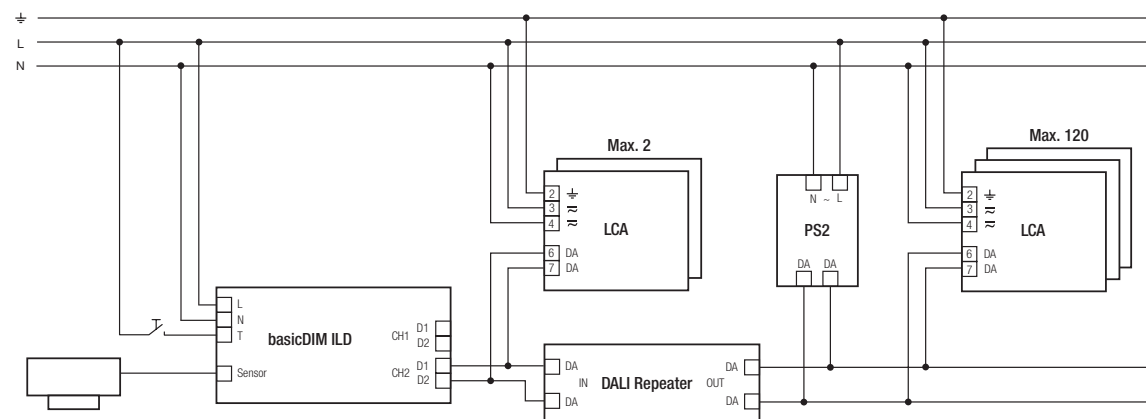 ⏚
L
N
Max. 2
Max. 120
2 ⏚
3 ≂
4 ≂
LCA
6 DA
7 DA
N ~ L
PS2
DA DA
2 ⏚
3 ≂
4 ≂
LCA
6 DA
7 DA
L
N
T
Sensor
basicDIM ILD
CH1 D1
D2
CH2 D1
D2
DA
IN
DA
DALI Repeater
DA
OUT
DA